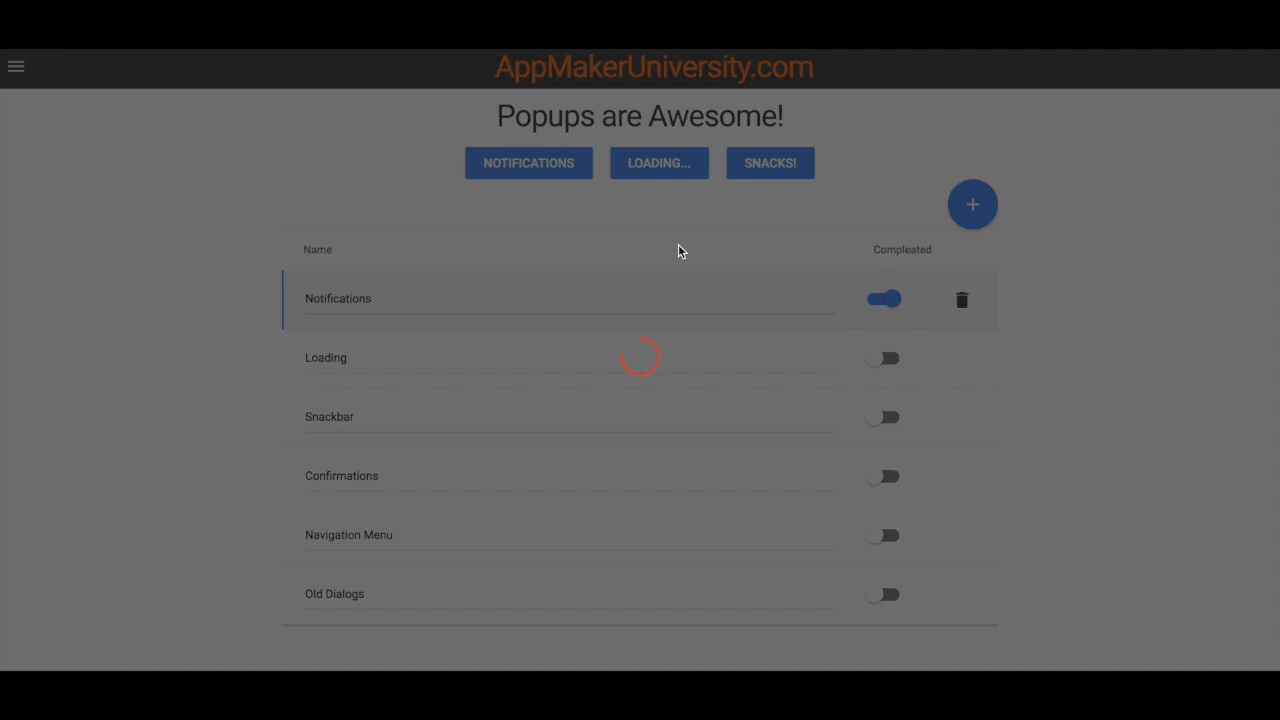 AppMakerUniversity.com
Popups are Awesome!
NOTIFICATIONS LOADING... SNACKS!
Name Compleated
Notifications
Loading
Snackbar
Confirmations
Navigation Menu
Old Dialogs